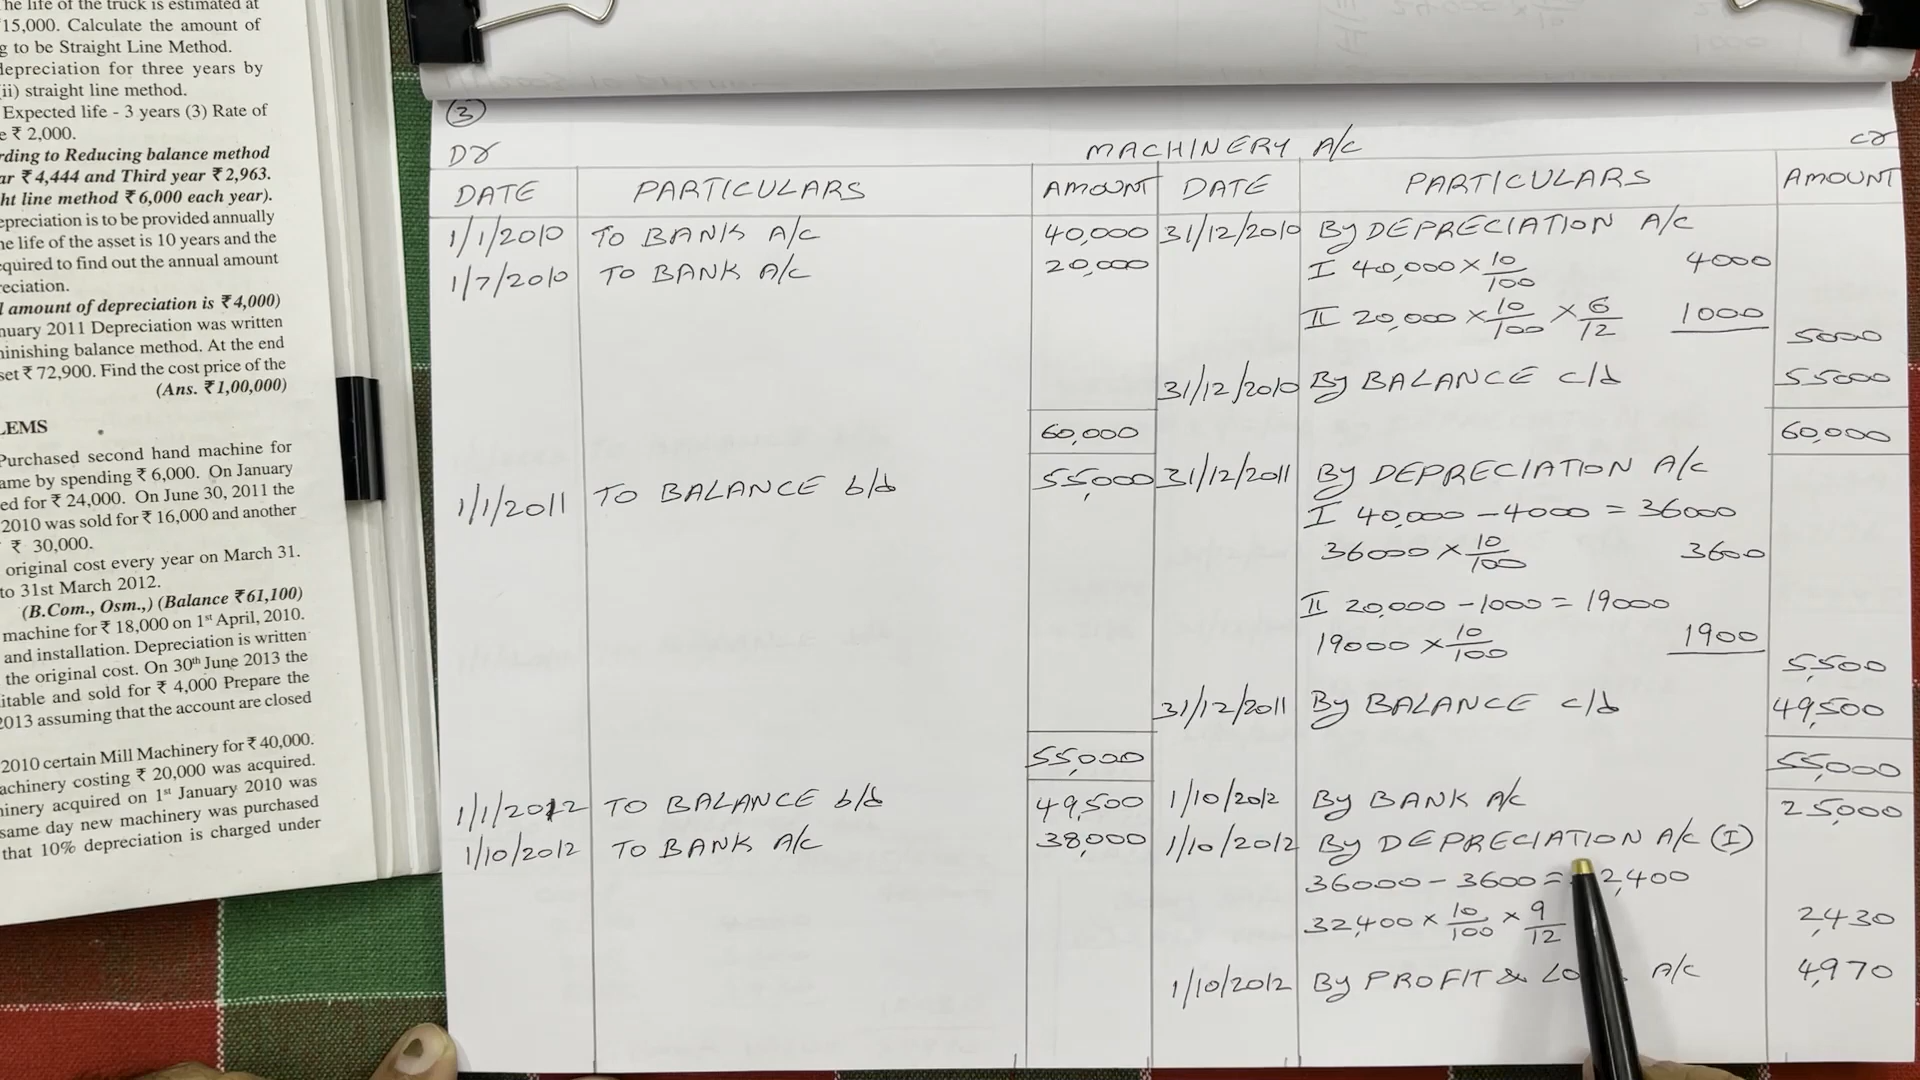 he life of the truck is estimated at
15,000. Calculate the amount of
g to be Straight Line Method.
depreciation for three years by
ii) straight line method.
Expected life - 3 years (3) Rate of
e ₹ 2,000.
rding to Reducing balance method
ar ₹ 4,444 and Third year ₹ 2,963.
ht line method ₹ 6,000 each year).
epreciation is to be provided annually
he life of the asset is 10 years and the
equired to find out the annual amount
reciation.
l amount of depreciation is ₹ 4,000)
nuary 2011 Depreciation was written
minishing balance method. At the end
set ₹ 72,900. Find the cost price of the
(Ans. ₹ 1,00,000)
LEMS
Purchased second hand machine for
ame by spending ₹ 6,000. On January
ed for ₹ 24,000. On June 30, 2011 the
2010 was sold for ₹ 16,000 and another
₹ 30,000.
original cost every year on March 31.
to 31st March 2012.
(B.Com., Osm.,) (Balance ₹ 61,100)
machine for ₹ 18,000 on 1st April, 2010.
and installation. Depreciation is written
the original cost. On 30th June 2013 the
itable and sold for ₹ 4,000 Prepare the
2013 assuming that the account are closed
2010 certain Mill Machinery for ₹ 40,000.
achinery costing ₹ 20,000 was acquired.
inery acquired on 1st January 2010 was
same day new machinery was purchased
that 10% depreciation is charged under
3
Dr MACHINERY A/c Cr
DATE PARTICULARS AMOUNT DATE PARTICULARS AMOUNT
1/1/2010 TO BANK A/c 40,000 31/12/2010 By DEPRECIATION A/c
1/7/2010 TO BANK A/c 20,000 I 40,000 × 10/100 4000
II 20,000 × 10/100 × 6/12 1000
5000
31/12/2010 By BALANCE c/d 55000
60,000 60,000
1/1/2011 TO BALANCE b/d 55,000 31/12/2011 By DEPRECIATION A/c
I 40,000 - 4000 = 36000
36000 × 10/100 3600
II 20,000 - 1000 = 19000
19000 × 10/100 1900
5,500
31/12/2011 By BALANCE c/d 49,500
55,000 55,000
1/1/2012 TO BALANCE b/d 49,500 1/10/2012 By BANK A/c 25,000
1/10/2012 TO BANK A/c 38,000 1/10/2012 By DEPRECIATION A/c (I)
36000 - 3600 = 2,400
32,400 × 10/100 × 9/12 2,430
1/10/2012 By PROFIT & LO A/c 4,970